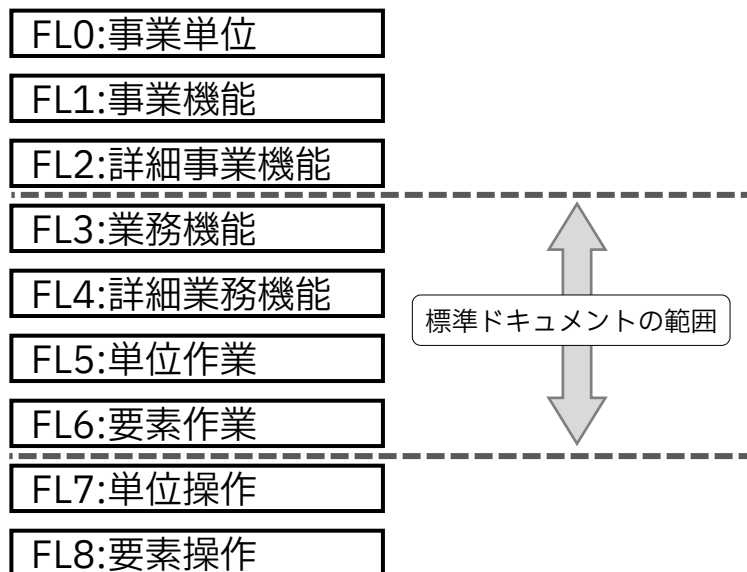 FL0:事業単位
FL1:事業機能
FL2:詳細事業機能
FL3:業務機能
FL4:詳細業務機能
標準ドキュメントの範囲
FL5:単位作業
FL6:要素作業
FL7:単位操作
FL8:要素操作